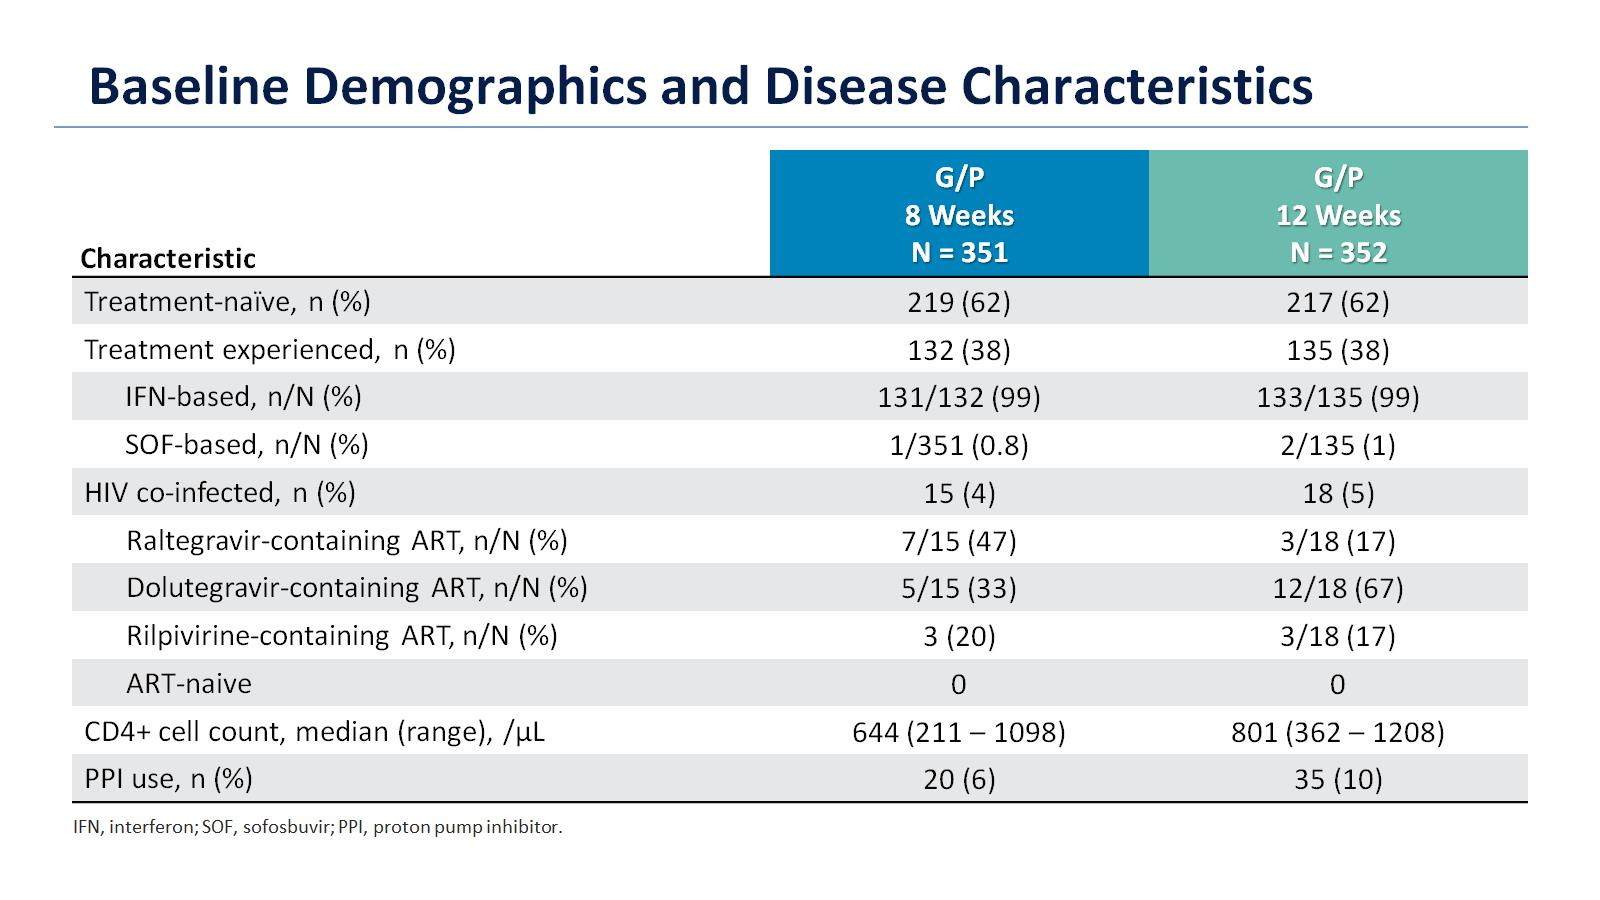 Baseline Demographics and Disease Characteristics
Characteristic
G/P
8 Weeks
N = 351
G/P
12 Weeks
N = 352
Treatment-naïve, n (%) 219 (62) 217 (62)
Treatment experienced, n (%) 132 (38) 135 (38)
IFN-based, n/N (%) 131/132 (99) 133/135 (99)
SOF-based, n/N (%) 1/351 (0.8) 2/135 (1)
HIV co-infected, n (%) 15 (4) 18 (5)
Raltegravir-containing ART, n/N (%) 7/15 (47) 3/18 (17)
Dolutegravir-containing ART, n/N (%) 5/15 (33) 12/18 (67)
Rilpivirine-containing ART, n/N (%) 3 (20) 3/18 (17)
ART-naive 0 0
CD4+ cell count, median (range), /µL 644 (211 – 1098) 801 (362 – 1208)
PPI use, n (%) 20 (6) 35 (10)
IFN, interferon; SOF, sofosbuvir; PPI, proton pump inhibitor.